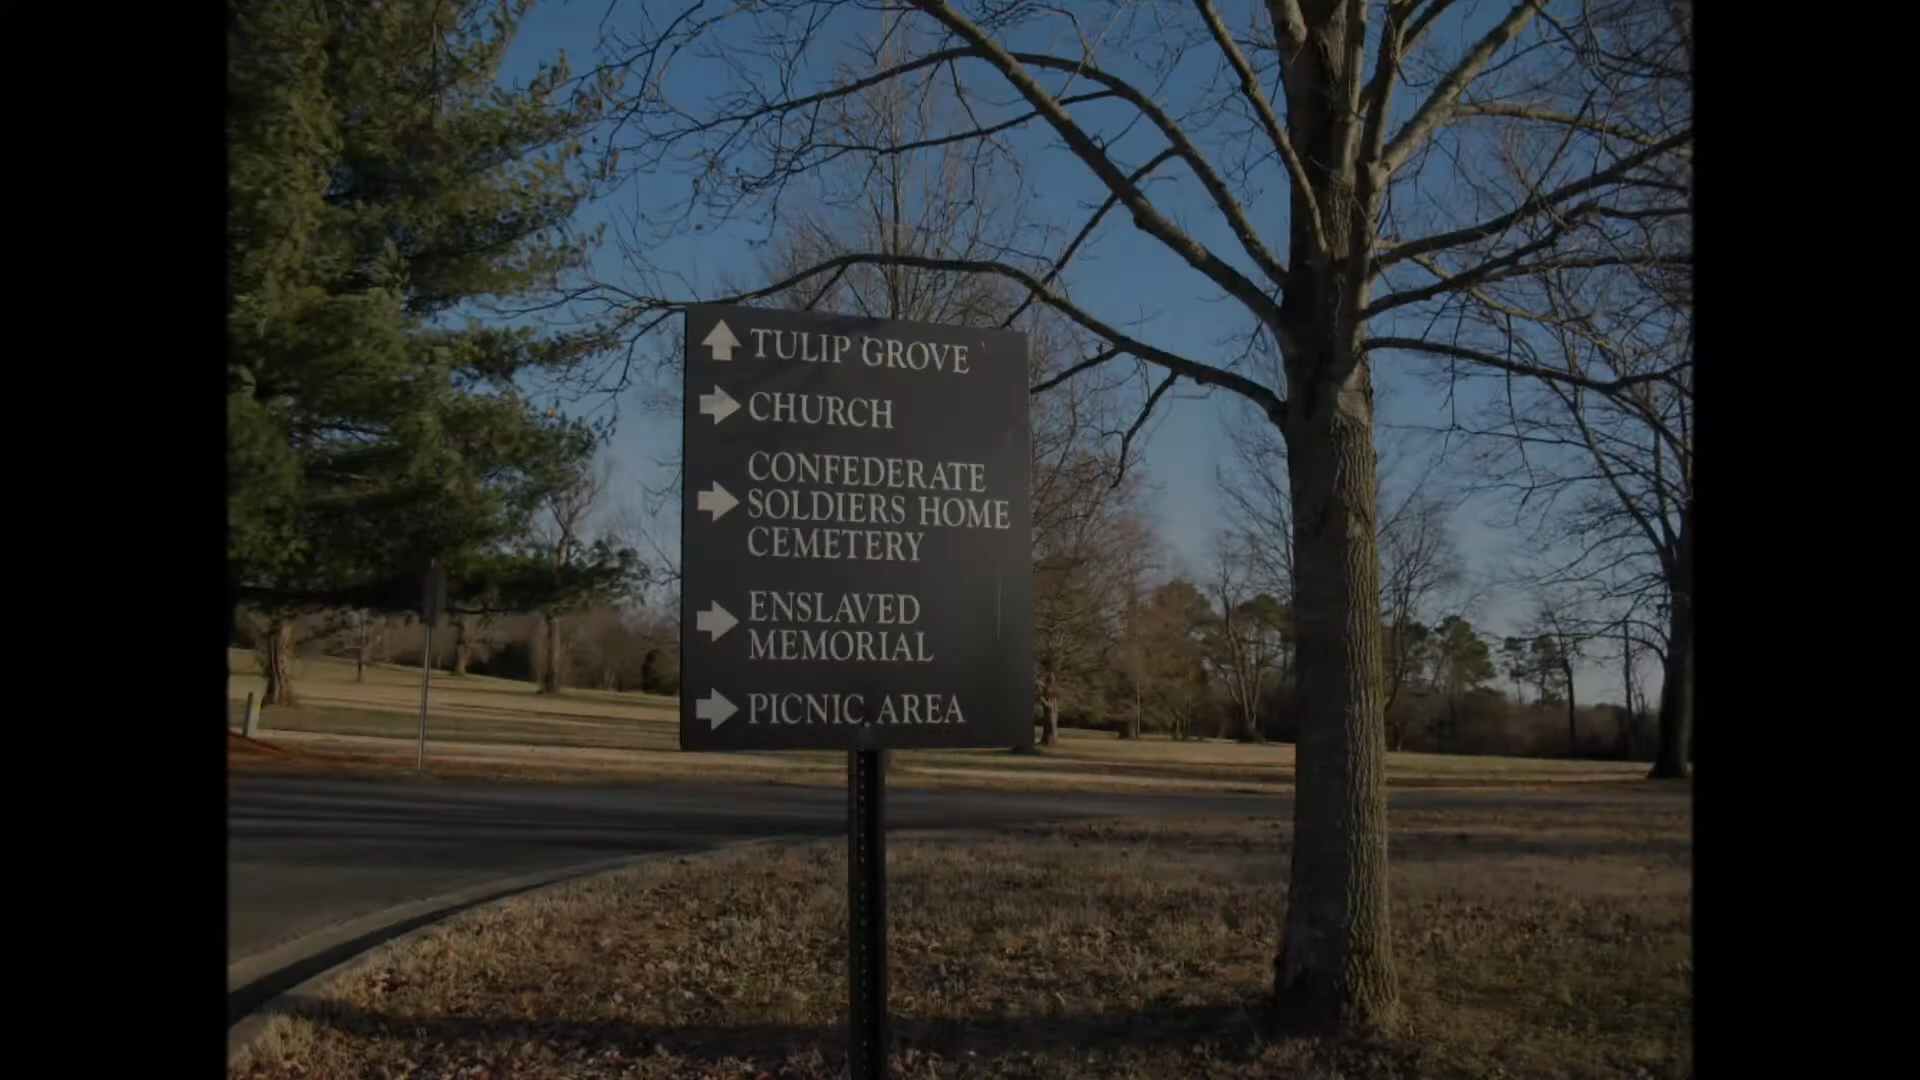 TULIP GROVE
CHURCH
CONFEDERATE
SOLDIERS HOME
CEMETERY
ENSLAVED
MEMORIAL
PICNIC AREA